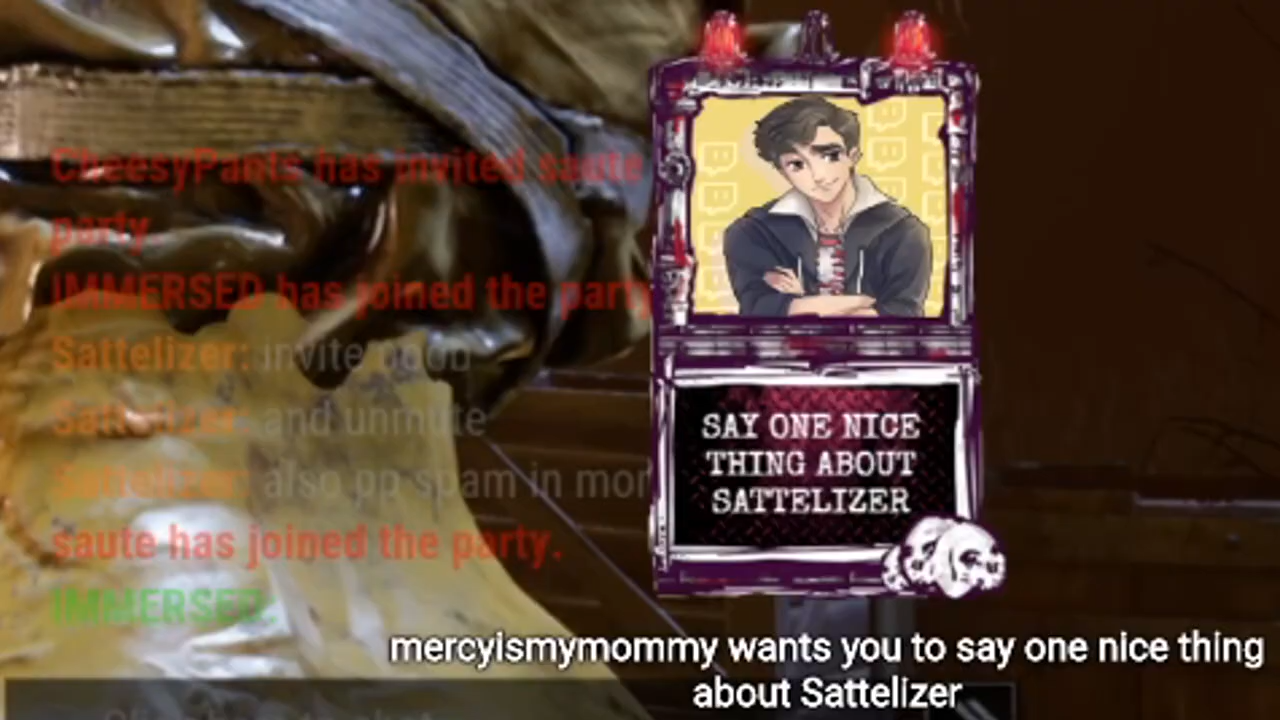 CheesyPants has invited saute
party.
IMMERSED has joined the party
Sattelizer: invite
Sattelizer: and unmute
Sattelizer: also pp spam in
saute has joined the party.
IMMERSED:
SAY ONE NICE
THING ABOUT
SATTELIZER
mercyismymommy wants you to say one nice thing
about Sattelizer